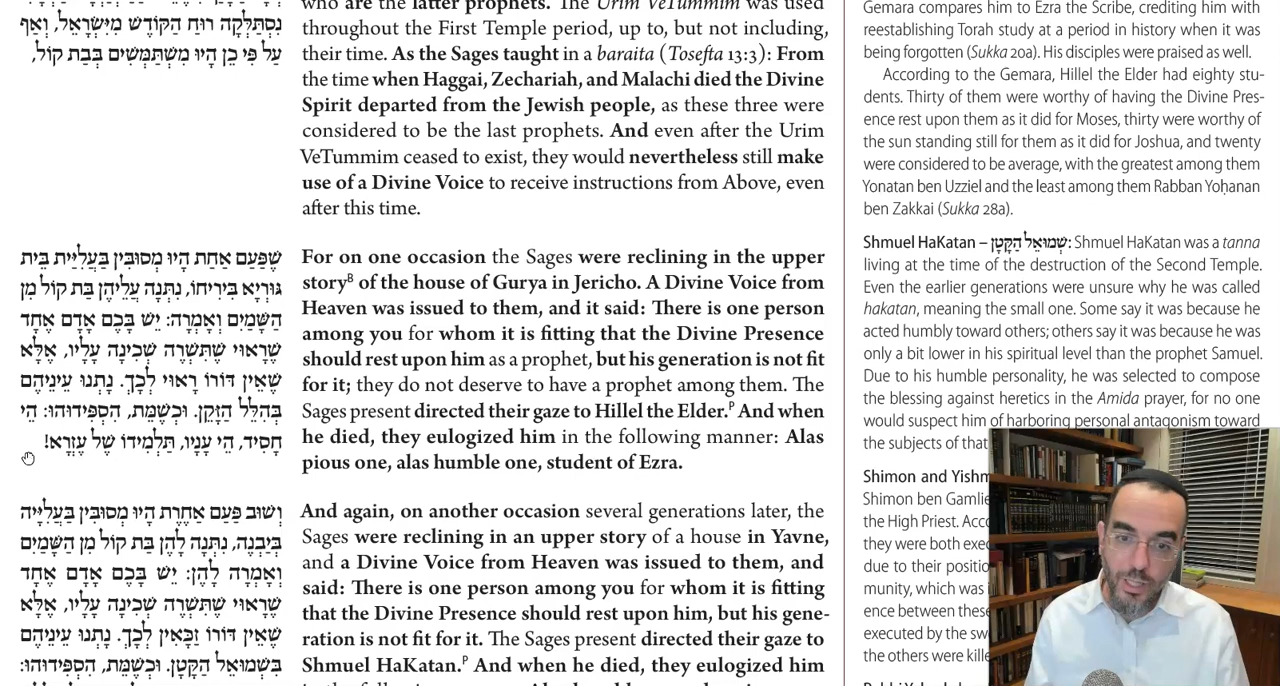 נִסְתַּלְּקָה רוּחַ הַקּוֹדֶשׁ מִיִּשְׂרָאֵל, וְאַף
עַל פִּי כֵן הָיוּ מִשְׁתַּמְּשִׁים בְּבַת קוֹל,
שֶׁפַּעַם אַחַת הָיוּ מְסוּבִּין בַּעֲלִיַּית בֵּית
גּוּרְיָא בִּירִיחוֹ, נִתְּנָה עֲלֵיהֶן בַּת קוֹל מִן
הַשָּׁמַיִם וְאָמְרָה: יֵשׁ בָּכֶם אָדָם אֶחָד
שֶׁרָאוּי שֶׁתִּשְׁרֶה שְׁכִינָה עָלָיו, אֶלָּא
שֶׁאֵין דּוֹרוֹ רָאוּי לְכָךְ. נָתְנוּ עֵינֵיהֶם
בְּהִלֵּל הַזָּקֵן. וּכְשֶׁמֵּת, הִסְפִּידוּהוּ: הֵי
חָסִיד, הֵי עָנָיו, תַּלְמִידוֹ שֶׁל עֶזְרָא!
וְשׁוּב פַּעַם אַחֶרֶת הָיוּ מְסוּבִּין בַּעֲלִיָּיה
בְּיַבְנֶה, נִתְּנָה לָהֶן בַּת קוֹל מִן הַשָּׁמַיִם
וְאָמְרָה לָהֶן: יֵשׁ בָּכֶם אָדָם אֶחָד
שֶׁרָאוּי שֶׁתִּשְׁרֶה שְׁכִינָה עָלָיו, אֶלָּא
שֶׁאֵין דּוֹרוֹ זַכָּאִין לְכָךְ. נָתְנוּ עֵינֵיהֶם
בִּשְׁמוּאֵל הַקָּטָן. וּכְשֶׁמֵּת, הִסְפִּידוּהוּ:
who are the latter prophets. The Urim VeTummim was used
throughout the First Temple period, up to, but not including,
their time. As the Sages taught in a baraita (Tosefta 13:3): From
the time when Haggai, Zechariah, and Malachi died the Divine
Spirit departed from the Jewish people, as these three were
considered to be the last prophets. And even after the Urim
VeTummim ceased to exist, they would nevertheless still make
use of a Divine Voice to receive instructions from Above, even
after this time.
For on one occasion the Sages were reclining in the upper
storyB of the house of Gurya in Jericho. A Divine Voice from
Heaven was issued to them, and it said: There is one person
among you for whom it is fitting that the Divine Presence
should rest upon him as a prophet, but his generation is not fit
for it; they do not deserve to have a prophet among them. The
Sages present directed their gaze to Hillel the Elder.P And when
he died, they eulogized him in the following manner: Alas
pious one, alas humble one, student of Ezra.
And again, on another occasion several generations later, the
Sages were reclining in an upper story of a house in Yavne,
and a Divine Voice from Heaven was issued to them, and
said: There is one person among you for whom it is fitting
that the Divine Presence should rest upon him, but his gene-
ration is not fit for it. The Sages present directed their gaze to
Shmuel HaKatan.P And when he died, they eulogized him
Gemara compares him to Ezra the Scribe, crediting him with
reestablishing Torah study at a period in history when it was
being forgotten (Sukka 20a). His disciples were praised as well.
According to the Gemara, Hillel the Elder had eighty stu-
dents. Thirty of them were worthy of having the Divine Pres-
ence rest upon them as it did for Moses, thirty were worthy of
the sun standing still for them as it did for Joshua, and twenty
were considered to be average, with the greatest among them
Yonatan ben Uzziel and the least among them Rabban Yoḥanan
ben Zakkai (Sukka 28a).
Shmuel HaKatan – שְׁמוּאֵל הַקָּטָן: Shmuel HaKatan was a tanna
living at the time of the destruction of the Second Temple.
Even the earlier generations were unsure why he was called
hakatan, meaning the small one. Some say it was because he
acted humbly toward others; others say it was because he was
only a bit lower in his spiritual level than the prophet Samuel.
Due to his humble personality, he was selected to compose
the blessing against heretics in the Amida prayer, for no one
would suspect him of harboring personal antagonism toward
the subjects of that
Shimon and Yishm
Shimon ben Gamlie
the High Priest. Acco
they were both exec
due to their positio
munity, which was i
ence between these
executed by the sw
the others were kille